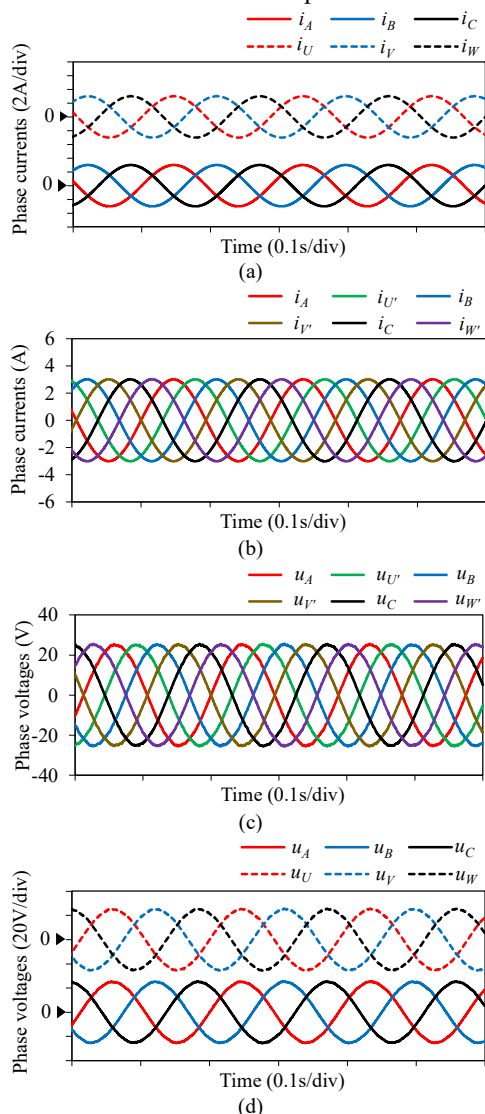 i_A i_B i_C
i_U i_V i_W
Phase currents (2A/div)
0
0
Time (0.1s/div)
(a)
i_A i_U' i_B
i_V' i_C i_W'
Phase currents (A)
6
4
2
0
-2
-4
-6
Time (0.1s/div)
(b)
u_A u_U' u_B
u_V' u_C u_W'
Phase voltages (V)
40
20
0
-20
-40
Time (0.1s/div)
(c)
u_A u_B u_C
u_U u_V u_W
Phase voltages (20V/div)
0
0
Time (0.1s/div)
(d)